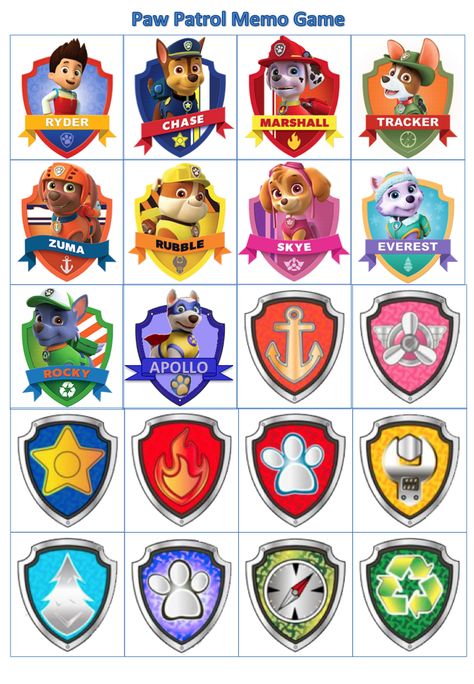 Paw Patrol Memo Game
RYDER
CHASE
MARSHALL
TRACKER
ZUMA
RUBBLE
SKYE
EVEREST
ROCKY
APOLLO